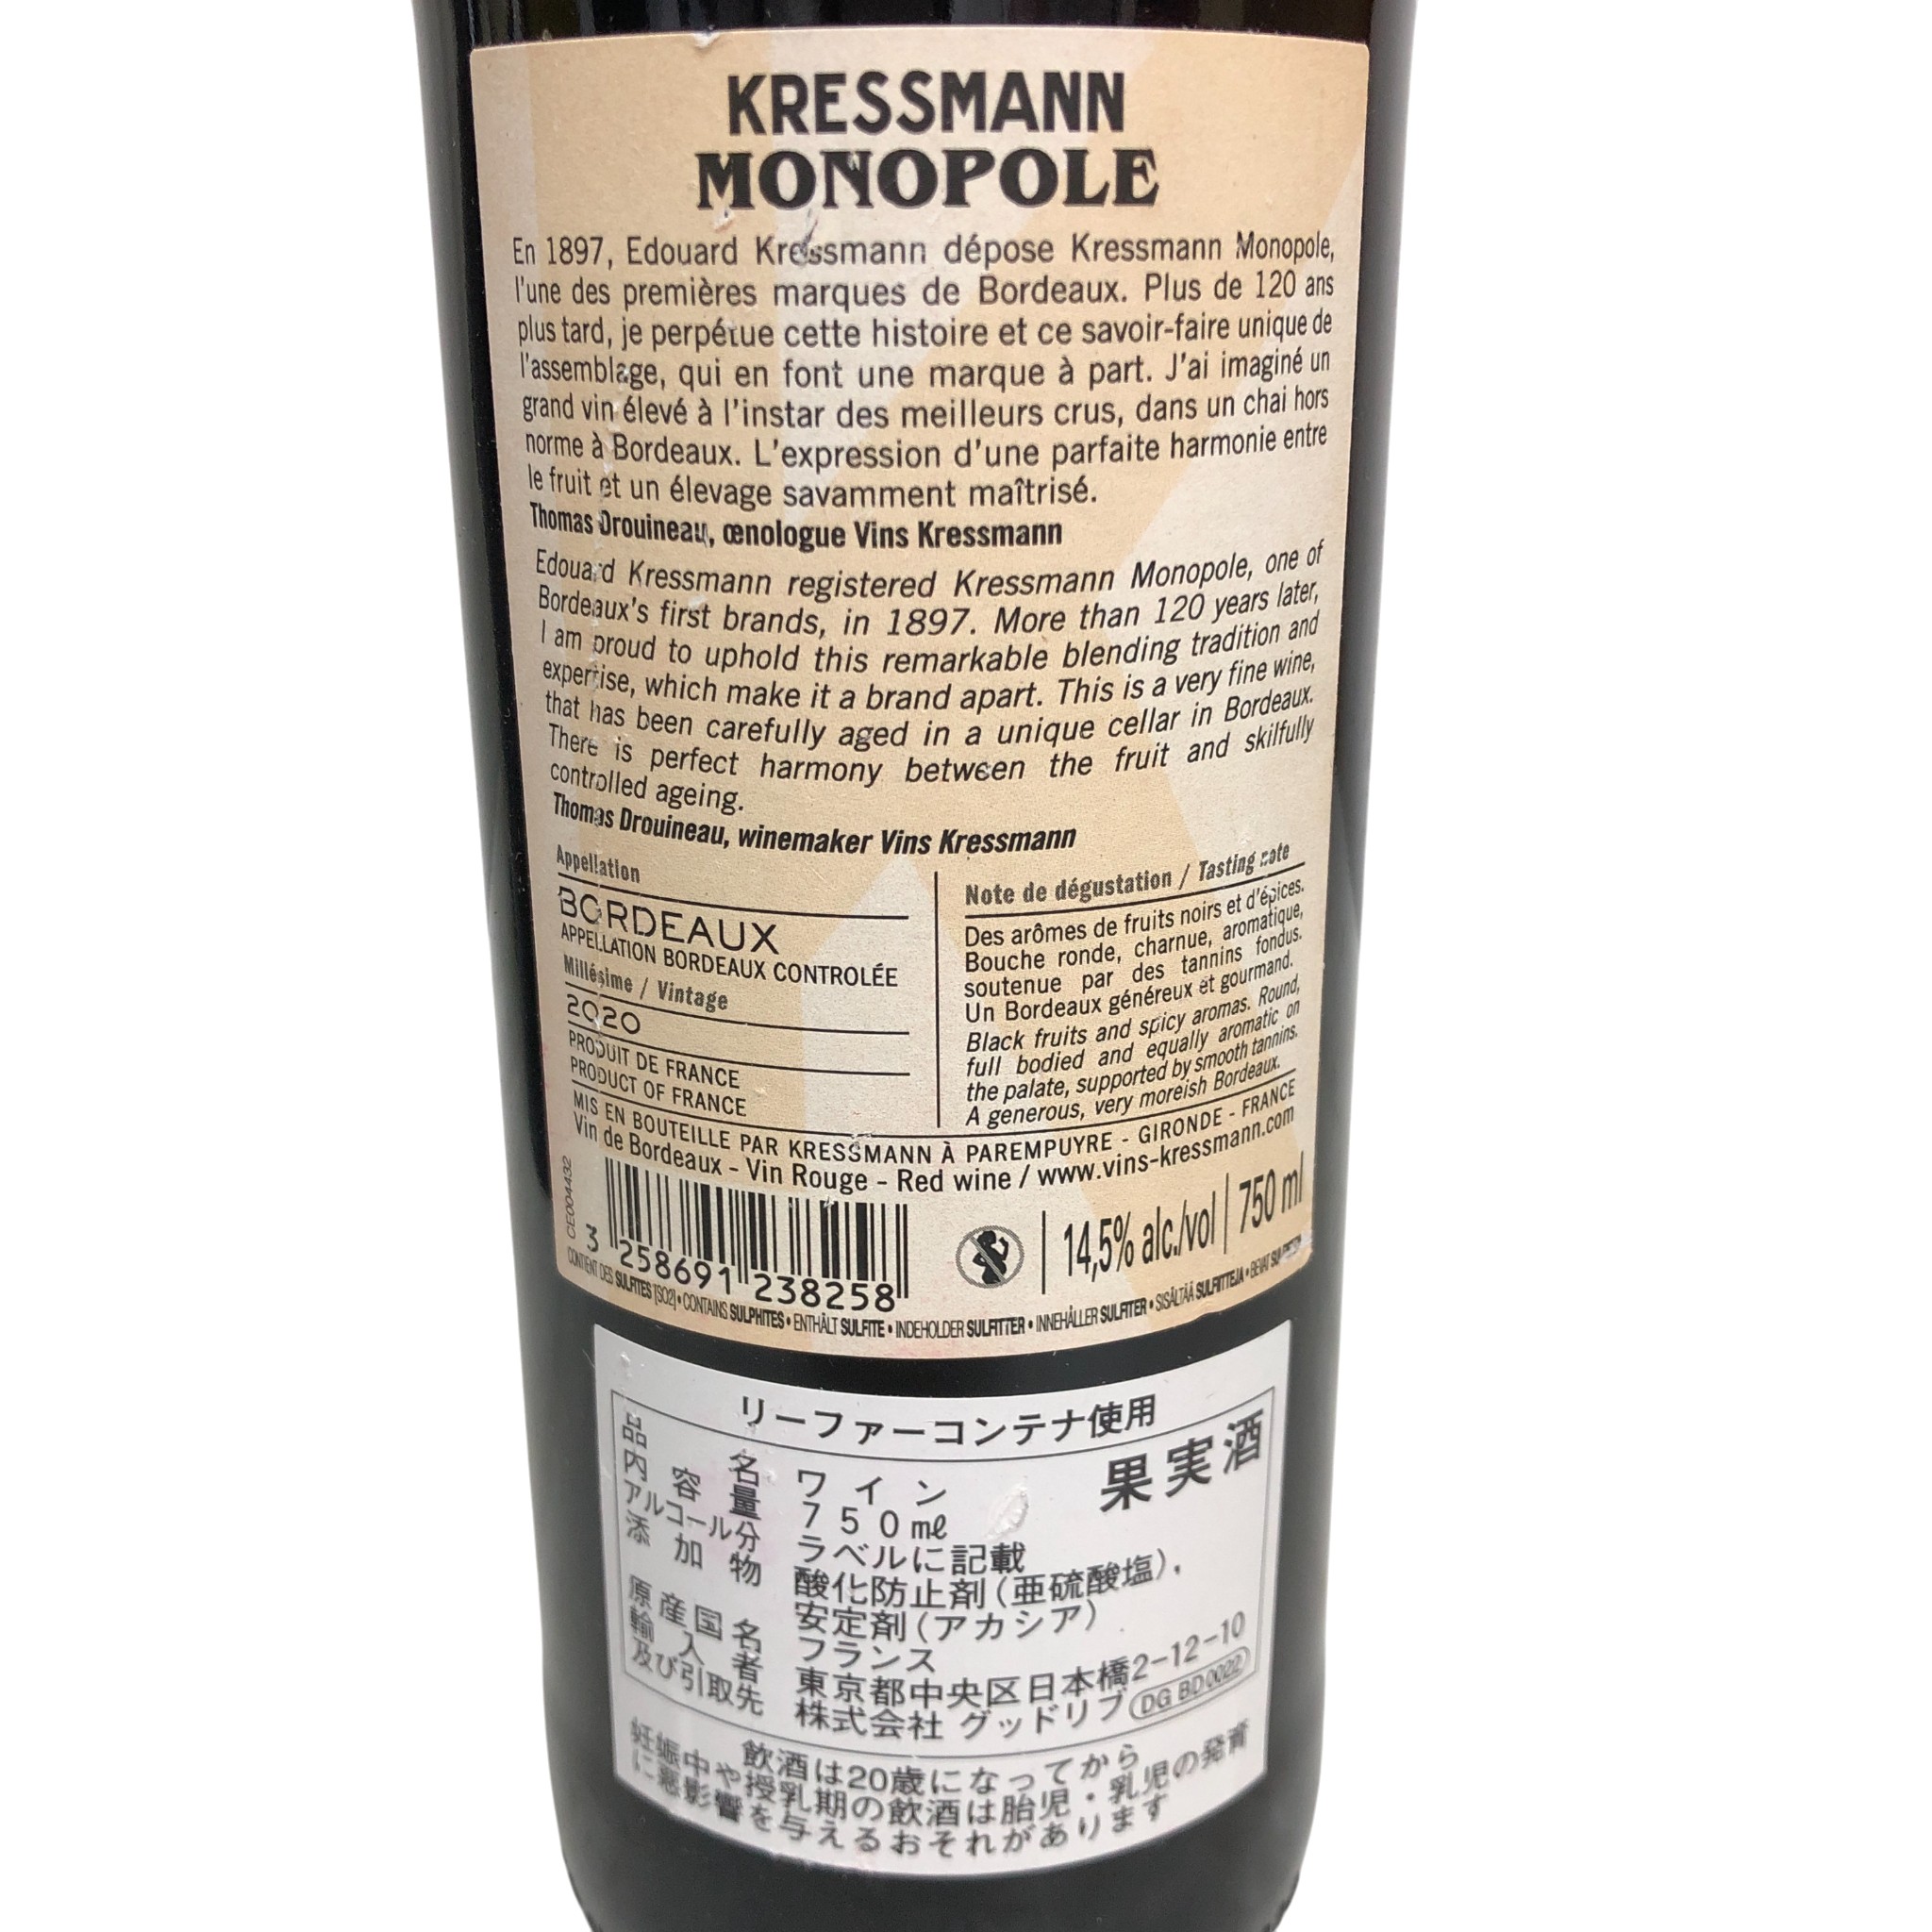 KRESSMANN
MONOPOLE
En 1897, Edouard Kressmann dépose Kressmann Monopole,
l'une des premières marques de Bordeaux. Plus de 120 ans
plus tard, je perpétue cette histoire et ce savoir-faire unique de
l'assemblage, qui en font une marque à part. J'ai imaginé un
grand vin élevé à l'instar des meilleurs crus, dans un chai hors
norme à Bordeaux. L'expression d'une parfaite harmonie entre
le fruit et un élevage savamment maîtrisé.
Thomas Drouineau, œnologue Vins Kressmann
Edouard Kressmann registered Kressmann Monopole, one of
Bordeaux's first brands, in 1897. More than 120 years later,
I am proud to uphold this remarkable blending tradition and
expertise, which make it a brand apart. This is a very fine wine,
that has been carefully aged in a unique cellar in Bordeaux.
There is perfect harmony between the fruit and skilfully
controlled ageing.
Thomas Drouineau, winemaker Vins Kressmann
Appellation
BORDEAUX
APPELLATION BORDEAUX CONTROLÉE
Millésime / Vintage
2020
PRODUIT DE FRANCE
PRODUCT OF FRANCE
Note de dégustation / Tasting note
Des arômes de fruits noirs et d'épices.
Bouche ronde, charnue, aromatique,
soutenue par des tannins fondus.
Un Bordeaux généreux et gourmand.
Black fruits and spicy aromas. Round,
full bodied and equally aromatic on
the palate, supported by smooth tannins.
A generous, very moreish Bordeaux.
MIS EN BOUTEILLE PAR KRESSMANN À PAREMPUYRE - GIRONDE - FRANCE
Vin de Bordeaux - Vin Rouge - Red wine / www.vins-kressmann.com
CE004432
3 258691 238258
14,5% alc./vol | 750 ml
CONTIENT DES SULFITES [SO2] • CONTAINS SULPHITES • ENTHÄLT SULFITE • INDEHOLDER SULFITTER • INNEHÅLLER SULFITER • SISÄLTÄÄ SULFIITTEJA • BEVAT
リーファーコンテナ使用
果実酒
品名 ワイン
内容量 750㎖
アルコール分 ラベルに記載
添加物 酸化防止剤(亜硫酸塩)、
安定剤(アカシア)
原産国名 フランス
輸入者 東京都中央区日本橋2-12-10
及び引取先 株式会社 グッドリブ DG BD0022
飲酒は20歳になってから
妊娠中や授乳期の飲酒は胎児・乳児の発育
に悪影響を与えるおそれがあります